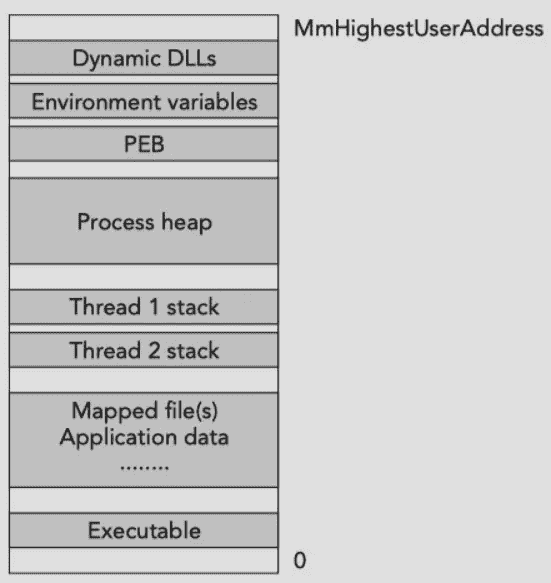 MmHighestUserAddress
Dynamic DLLs
Environment variables
PEB
Process heap
Thread 1 stack
Thread 2 stack
Mapped file(s)
Application data
........
Executable
0